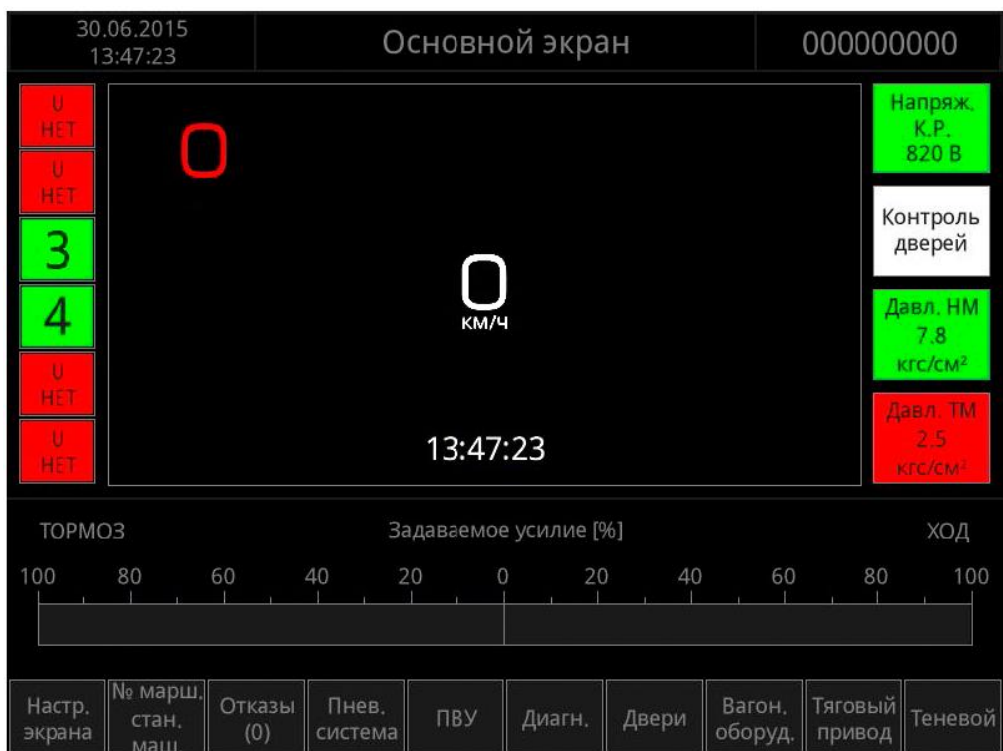 30.06.2015
13:47:23
Основной экран
000000000
U
НЕТ
U
НЕТ
3
4
U
НЕТ
U
НЕТ
0
0
км/ч
13:47:23
Напряж.
К.Р.
820 В
Контроль
дверей
Давл. НМ
7.8
кгс/см²
Давл. ТМ
2.5
кгс/см²
ТОРМОЗ Задаваемое усилие [%] ХОД
100 80 60 40 20 0 20 40 60 80 100
Настр.
экрана
№ марш.
стан.
маш.
Отказы
(0)
Пнев.
система
ПВУ
Диагн.
Двери
Вагон.
оборуд.
Тяговый
привод
Теневой